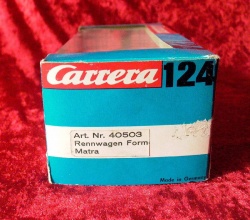 Carrera 124
Art. Nr. 40503
Rennwagen Form
Matra
Made in Germany